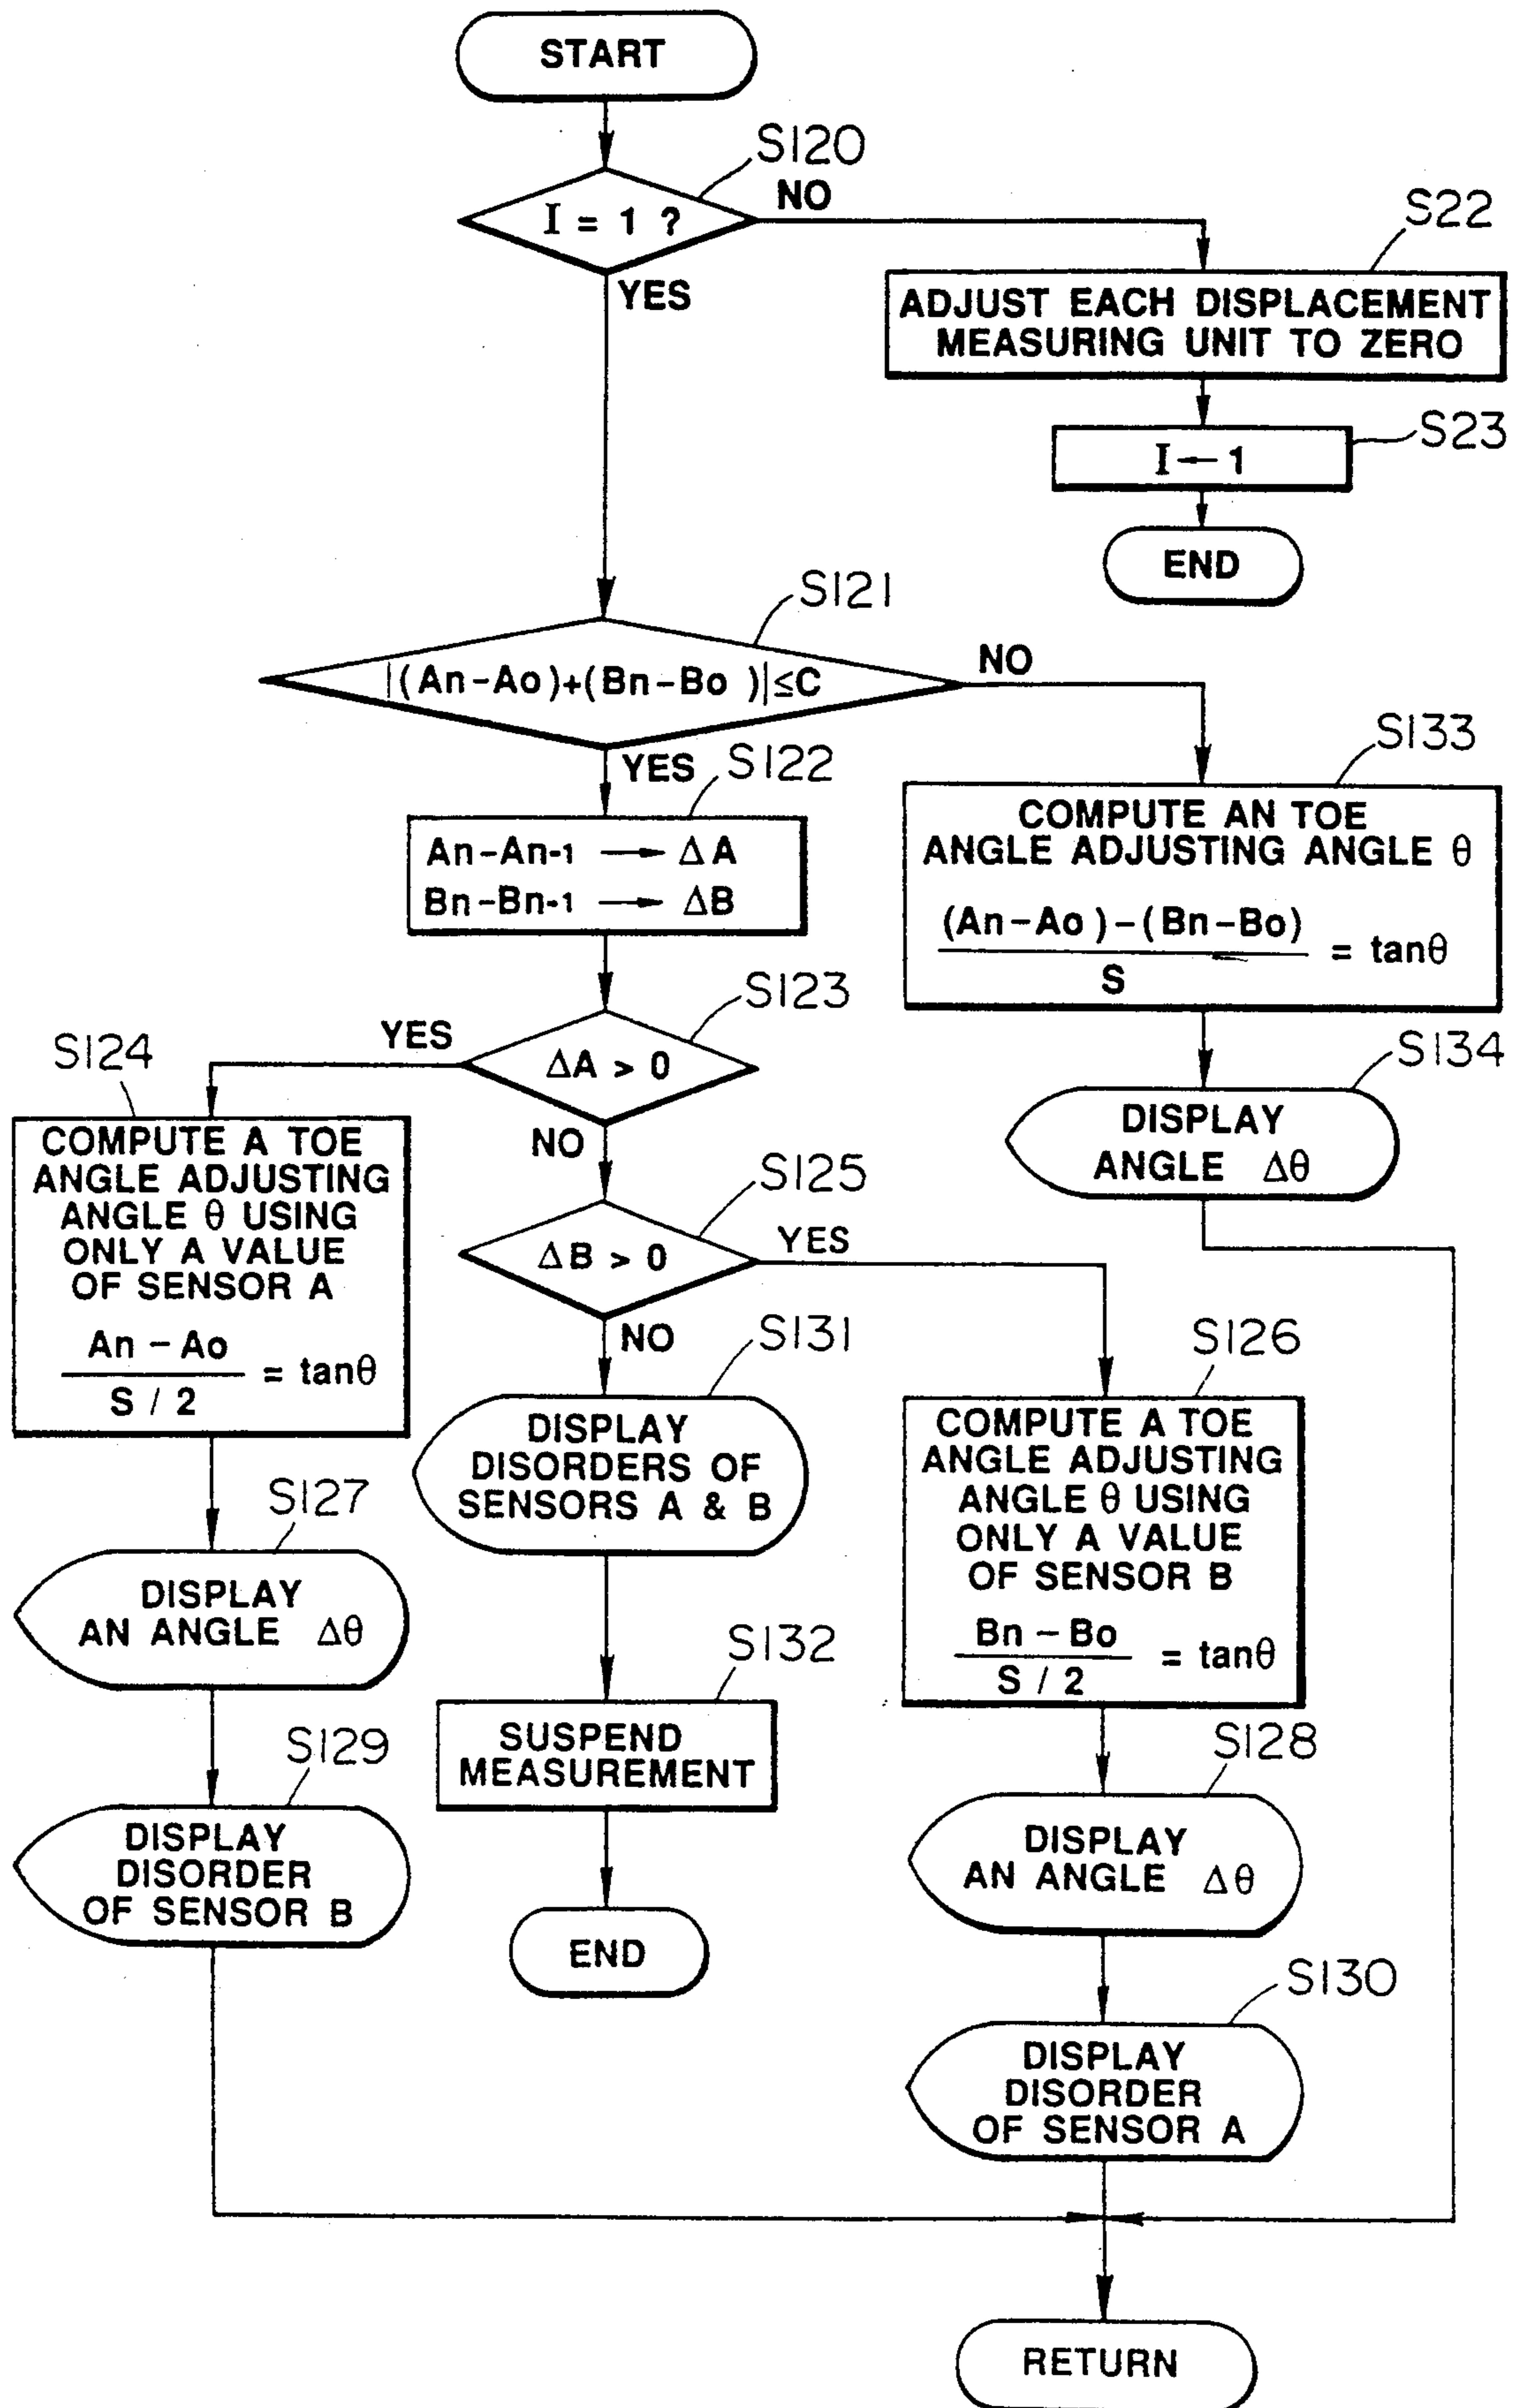 START
S120
I = 1 ?
NO
YES
S22
ADJUST EACH DISPLACEMENT
MEASURING UNIT TO ZERO
S23
I ← 1
END
S121
|(An-Ao)+(Bn-Bo )|≤C
NO
YES
S122
An-An-1 → ΔA
Bn-Bn-1 → ΔB
S133
COMPUTE AN TOE
ANGLE ADJUSTING ANGLE θ
(An-Ao)-(Bn-Bo)
S
= tanθ
S134
DISPLAY
ANGLE Δθ
S123
ΔA > 0
YES
NO
S124
COMPUTE A TOE
ANGLE ADJUSTING
ANGLE θ USING
ONLY A VALUE
OF SENSOR A
An - Ao
S / 2
= tanθ
S125
ΔB > 0
YES
NO
S131
DISPLAY
DISORDERS OF
SENSORS A & B
S126
COMPUTE A TOE
ANGLE ADJUSTING
ANGLE θ USING
ONLY A VALUE
OF SENSOR B
Bn - Bo
S / 2
= tanθ
S127
DISPLAY
AN ANGLE Δθ
S132
SUSPEND
MEASUREMENT
END
S129
DISPLAY
DISORDER
OF SENSOR B
S128
DISPLAY
AN ANGLE Δθ
S130
DISPLAY
DISORDER
OF SENSOR A
RETURN